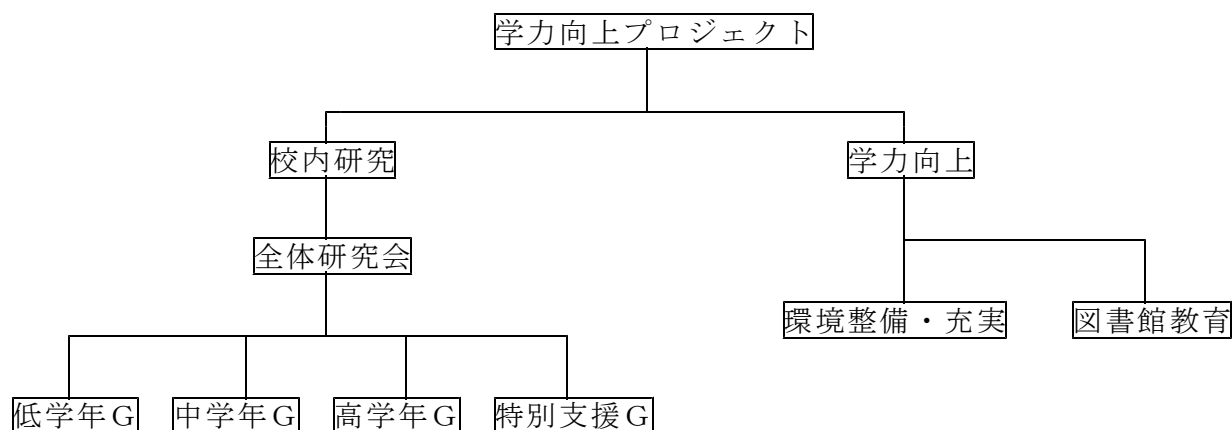 学力向上プロジェクト
校内研究
学力向上
全体研究会
環境整備・充実
図書館教育
低学年G
中学年G
高学年G
特別支援G